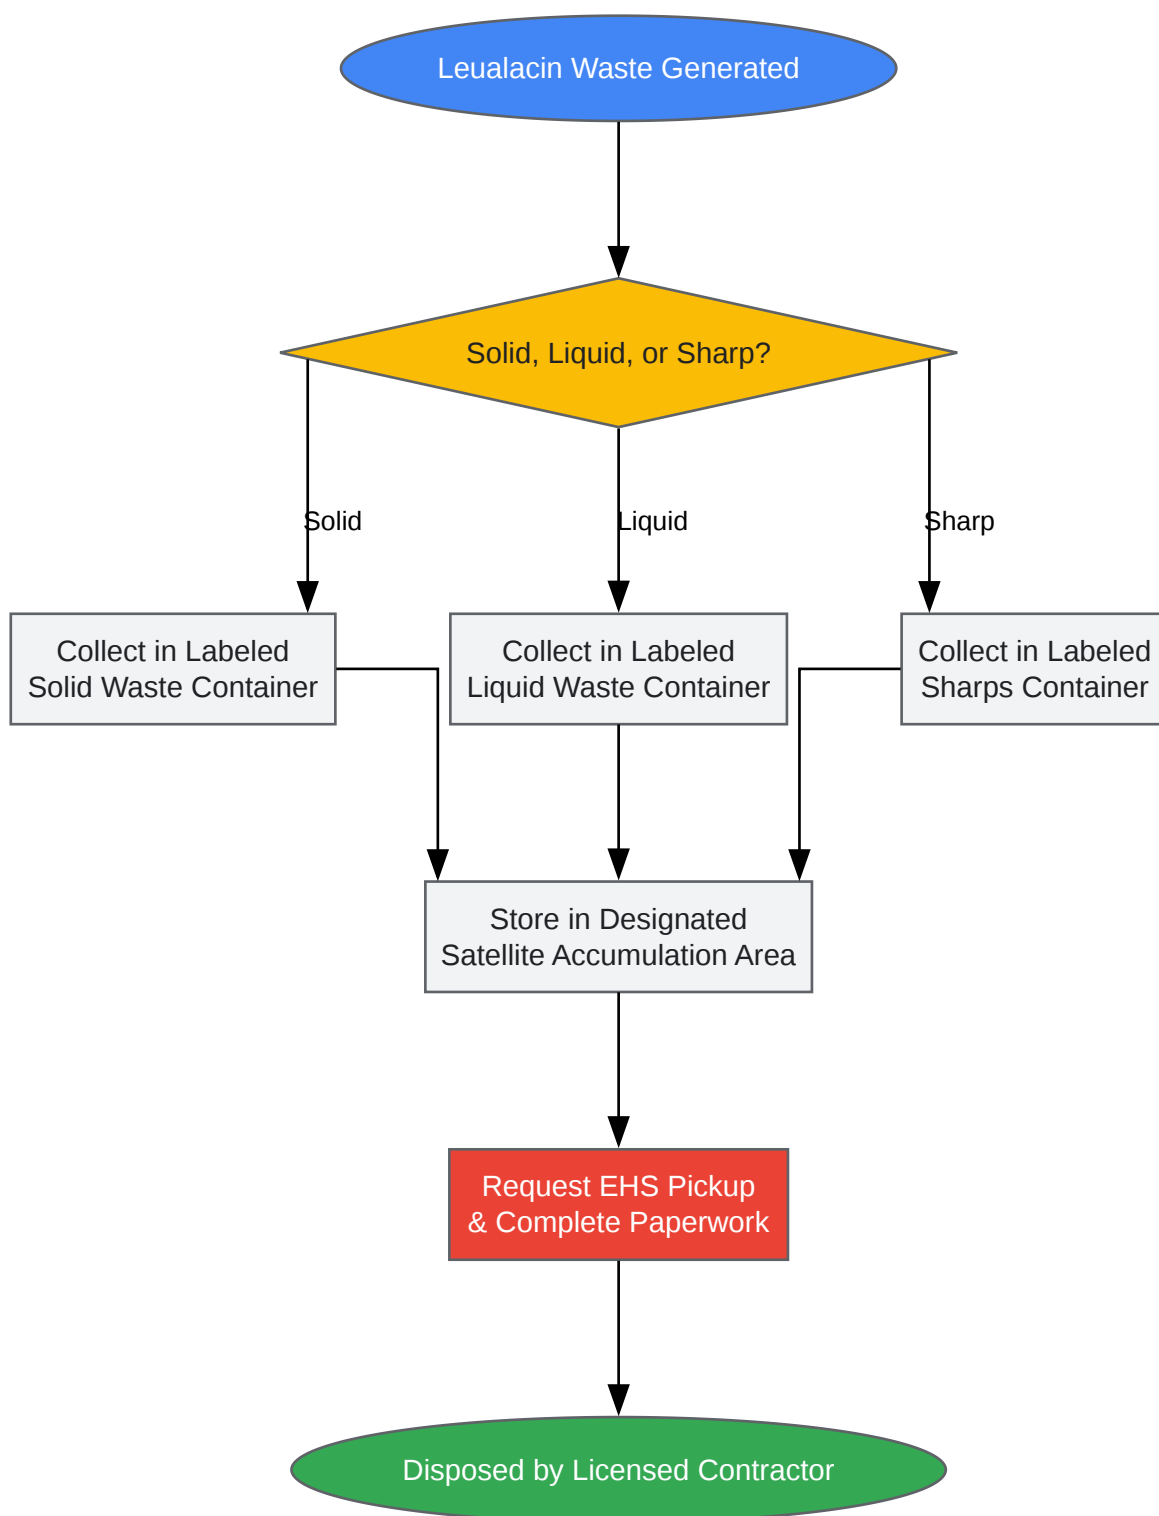 Leualacin Waste Generated
Solid, Liquid, or Sharp?
Solid
Liquid
Sharp
Collect in Labeled
Solid Waste Container
Collect in Labeled
Liquid Waste Container
Collect in Labeled
Sharps Container
Store in Designated
Satellite Accumulation Area
Request EHS Pickup
& Complete Paperwork
Disposed by Licensed Contractor